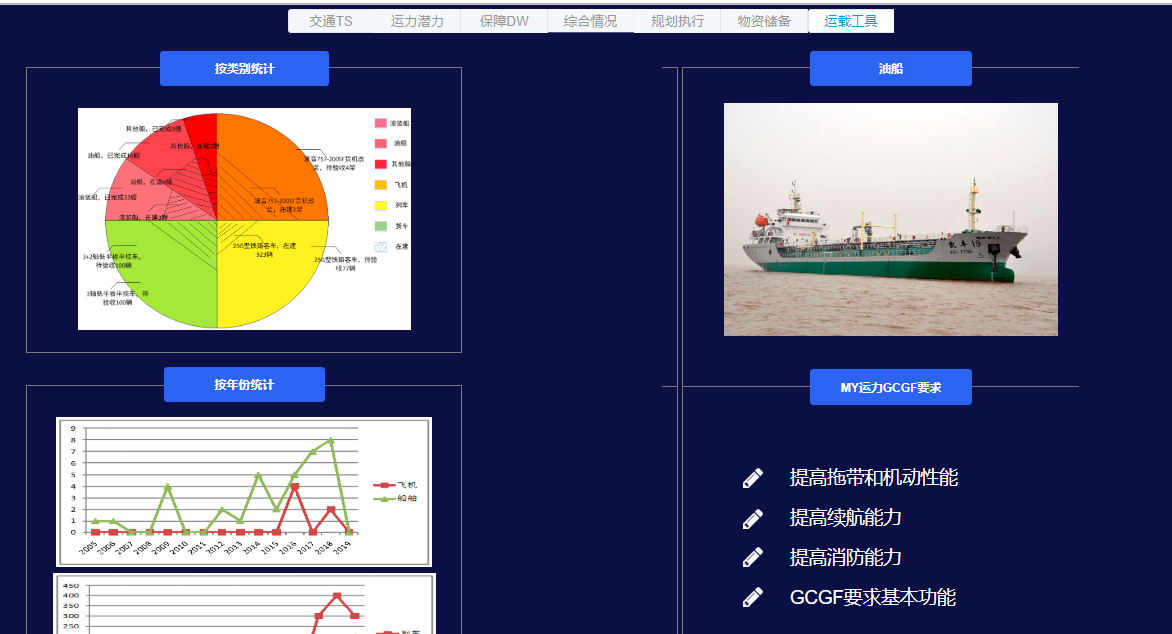 交通TS 运力潜力 保障DW 综合情况 规划执行 物资储备 运载工具
按类别统计
其他船，已完成9艘
其他船，在建2艘
油船，已完成16艘
油船，在建6艘
滚装船，已完成32艘
滚装船，在建3艘
波音757-200SF货机改
装，待验收4架
波音757-200SF货机改
装，在建2架
25G型铁路客车，在建
923辆
25G型铁路客车，待验
收77辆
3+2轴低平板半挂车，
待验收100辆
3轴低平板半挂车，待
验收100辆
滚装船
油船
其他船
飞机
列车
货车
在建
油船
按年份统计
9
8
7
6
5
4
3
2
1
0
2005 2006 2007 2008 2009 2010 2011 2012 2013 2014 2015 2016 2017 2018 2019
飞机
船舶
450
400
350
300
250
列车
MY运力GCGF要求
提高拖带和机动性能
提高续航能力
提高消防能力
GCGF要求基本功能